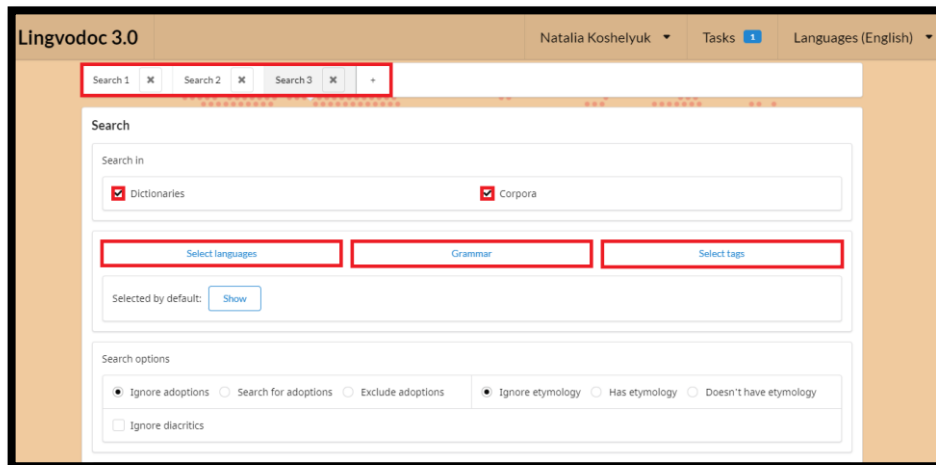 Lingvodoc 3.0 Natalia Koshelyuk Tasks 1 Languages (English)
Search 1 Search 2 Search 3 +
Search
Search in
Dictionaries Corpora
Select languages Grammar Select tags
Selected by default: Show
Search options
Ignore adoptions Search for adoptions Exclude adoptions Ignore etymology Has etymology Doesn't have etymology
Ignore diacritics